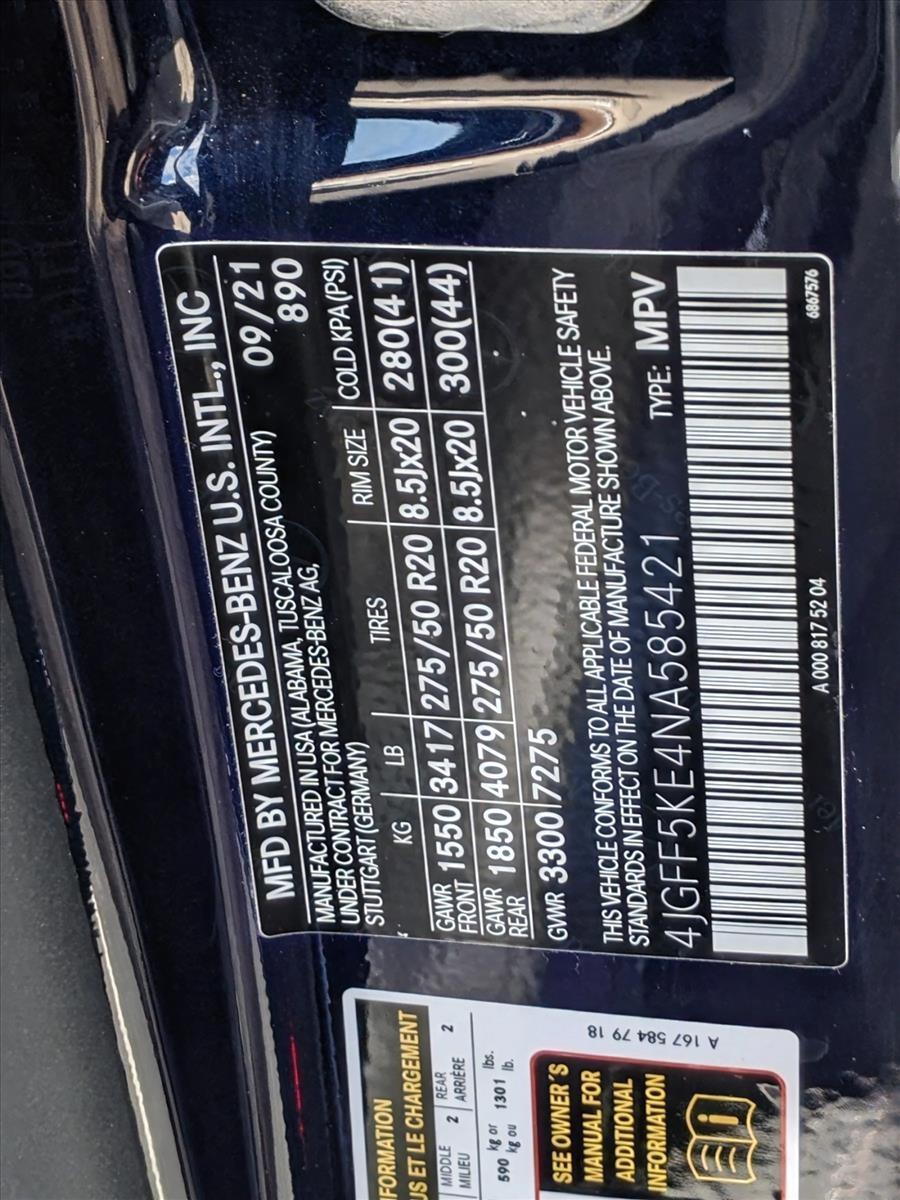 MFD BY MERCEDES-BENZ U.S. INTL., INC
MANUFACTURED IN USA (ALABAMA, TUSCALOOSA COUNTY) 09/21
UNDER CONTRACT FOR MERCEDES-BENZ AG, 890
STUTTGART (GERMANY)
KG LB TIRES RIM SIZE COLD KPA (PSI)
GAWR FRONT 1550 3417 275/50 R20 8.5Jx20 280(41)
GAWR REAR 1850 4079 275/50 R20 8.5Jx20 300(44)
GVWR 3300 7275
THIS VEHICLE CONFORMS TO ALL APPLICABLE FEDERAL MOTOR VEHICLE SAFETY
STANDARDS IN EFFECT ON THE DATE OF MANUFACTURE SHOWN ABOVE.
4JGFF5KE4NA585421 TYPE: MPV
A 000 817 52 04 6867576
FORMATION
US ET LE CHARGEMENT
MIDDLE 2 REAR 2
MILIEU ARRIÈRE
590 kg or 1301 lbs.
kg ou lb.
SEE OWNER'S
MANUAL FOR
ADDITIONAL
INFORMATION
A 167 584 79 18